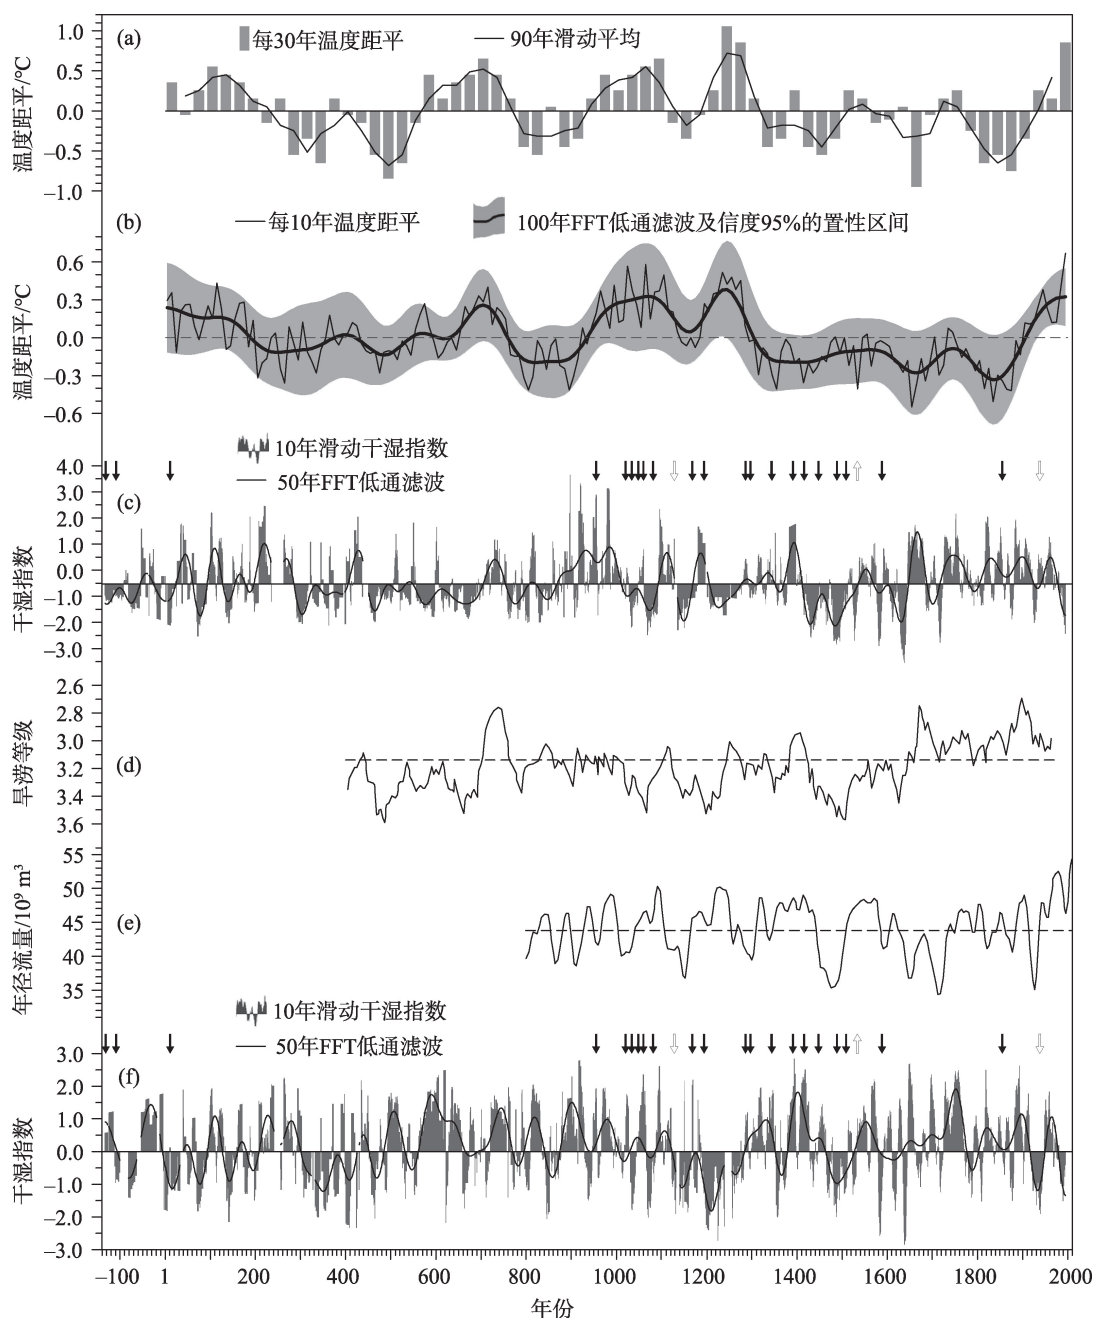 (a)
每30年温度距平
90年滑动平均
温度距平/℃
1.0
0.5
0.0
−0.5
−1.0
(b)
每10年温度距平
100年FFT低通滤波及信度95%的置性区间
温度距平/℃
0.6
0.3
0.0
−0.3
−0.6
10年滑动干湿指数
50年FFT低通滤波
(c)
干湿指数
4.0
3.0
2.0
1.0
0.0
−1.0
−2.0
−3.0
(d)
旱涝等级
2.6
2.8
3.0
3.2
3.4
3.6
(e)
年径流量/10⁹ m³
55
50
45
40
35
10年滑动干湿指数
50年FFT低通滤波
(f)
干湿指数
3.0
2.0
1.0
0.0
−1.0
−2.0
−3.0
−100 1 200 400 600 800 1000 1200 1400 1600 1800 2000
年份